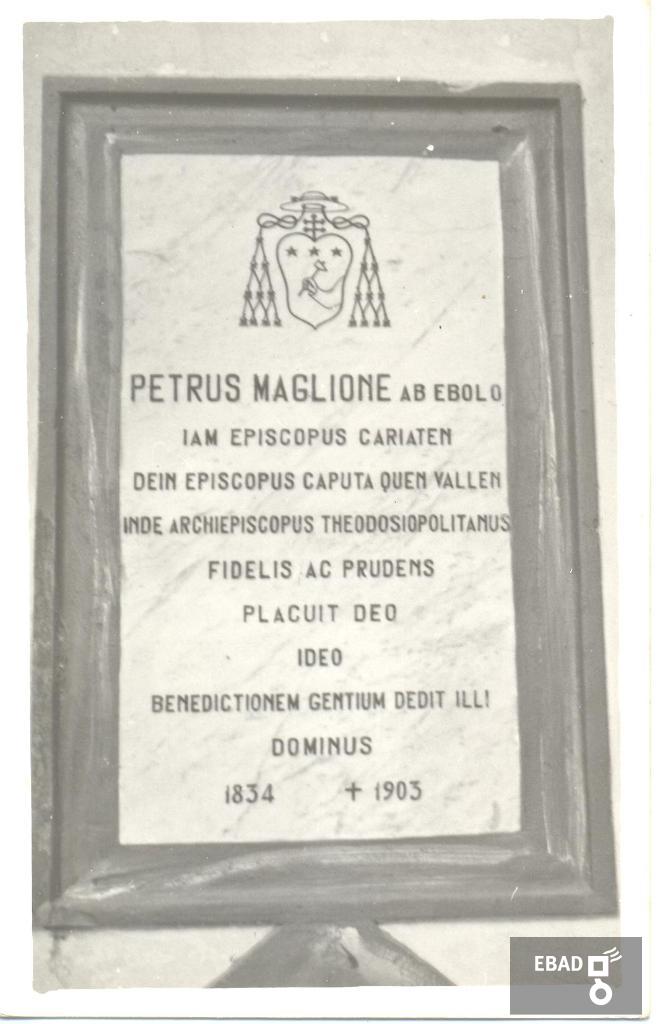 PETRUS MAGLIONE AB EBOLO
IAM EPISCOPUS CARIATEN
DEIN EPISCOPUS CAPUTA QUEN VALLEN
INDE ARCHIEPISCOPUS THEODOSIOPOLITANUS
FIDELIS AC PRUDENS
PLACUIT DEO
IDEO
BENEDICTIONEM GENTIUM DEDIT ILLI
DOMINUS
1834 ✝ 1903
EBAD